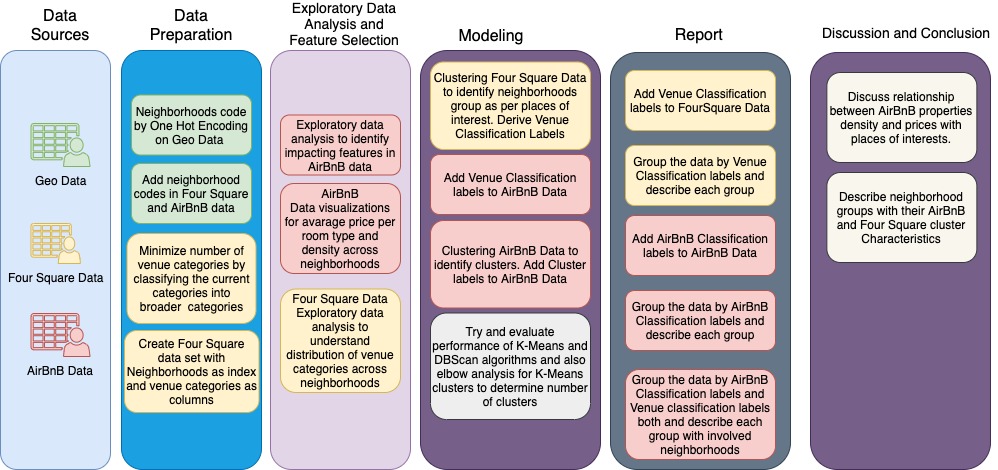 Data
Sources
Geo Data
Four Square Data
AirBnB Data
Data
Preparation
Neighborhoods code
by One Hot Encoding
on Geo Data
Add neighborhood
codes in Four Square
and AirBnB data
Minimize number of
venue categories by
classifying the current
categories into
broader categories
Create Four Square
data set with
Neighborhoods as index
and venue categories as
columns
Exploratory Data
Analysis and
Feature Selection
Exploratory data
analysis to identify
impacting features in
AirBnB data
AirBnB
Data visualizations
for avarage price per
room type and
density across
neighborhoods
Four Square Data
Exploratory data
analysis to
understand
distribution of venue
categories across
neighborhoods
Modeling
Clustering Four Square Data
to identify neighborhoods
group as per places of
interest. Derive Venue
Classification Labels
Add Venue Classification
labels to AirBnB Data
Clustering AirBnB Data to
identify clusters. Add Cluster
labels to AirBnB Data
Try and evaluate
performance of K-Means and
DBScan algorithms and also
elbow analysis for K-Means
clusters to determine number
of clusters
Report
Add Venue Classification
labels to FourSquare Data
Group the data by Venue
Classification labels and
describe each group
Add AirBnB Classification
labels to AirBnB Data
Group the data by AirBnB
Classification labels and
describe each group
Group the data by AirBnB
Classification labels and
Venue classification labels
both and describe each
group with involved
neighborhoods
Discussion and Conclusion
Discuss relationship
between AirBnB properties
density and prices with
places of interests.
Describe neighborhood
groups with their AirBnB
and Four Square cluster
Characteristics